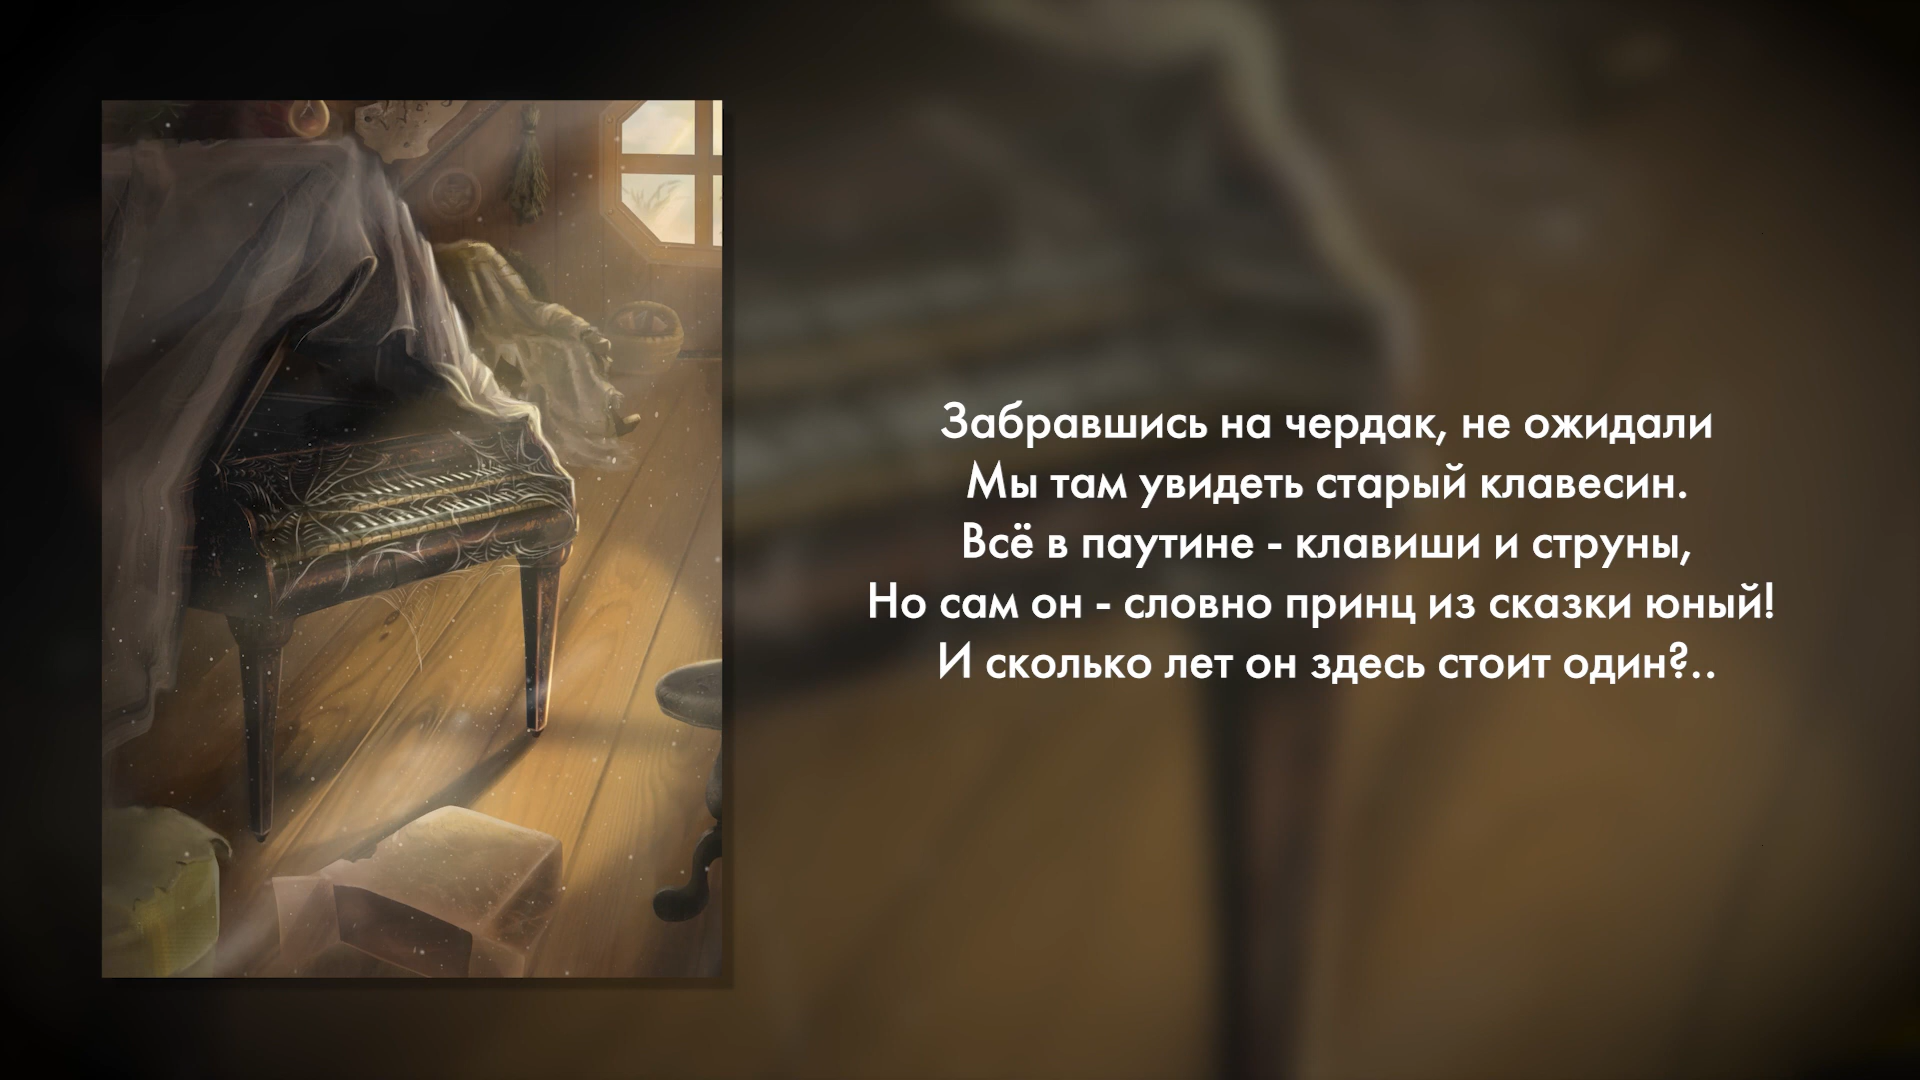 Забравшись на чердак, не ожидали
Мы там увидеть старый клавесин.
Всё в паутине - клавиши и струны,
Но сам он - словно принц из сказки юный!
И сколько лет он здесь стоит один?..